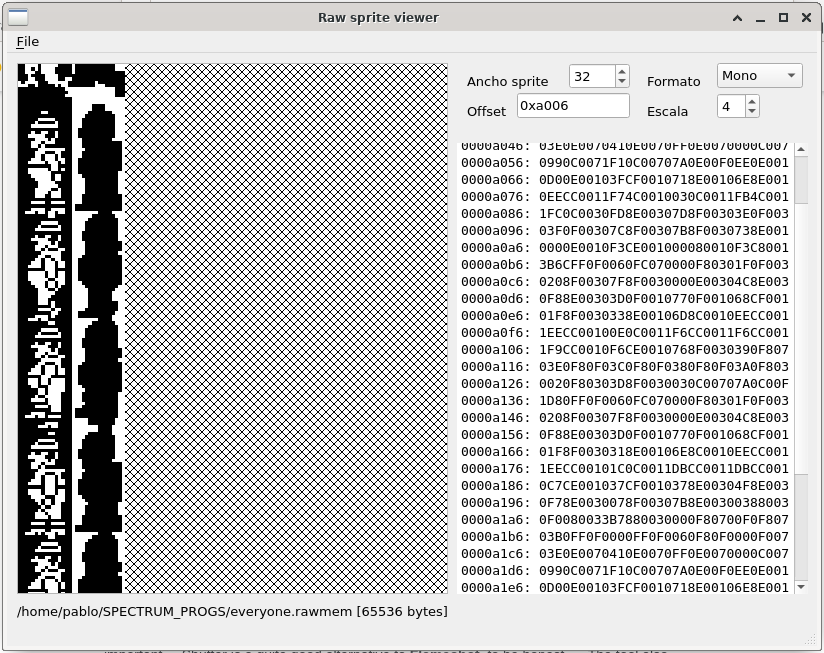 Raw sprite viewer
File
Ancho sprite 32 Formato Mono
Offset 0xa006 Escala 4
0000a046: 03E0E0070410E0070FF0E0070000C007
0000a056: 0990C0071F10C00707A0E00F0EE0E001
0000a066: 0D00E00103FCF0010718E00106E8E001
0000a076: 0EECC0011F74C0010030C0011FB4C001
0000a086: 1FC0C0030FD8E00307D8F00303E0F003
0000a096: 03F0F00307C8F00307B8F0030738E001
0000a0a6: 0000E0010F3CE001000080010F3C8001
0000a0b6: 3B6CFF0F0060FC070000F80301F0F003
0000a0c6: 0208F00307F8F0030000E00304C8E003
0000a0d6: 0F88E00303D0F0010770F001068CF001
0000a0e6: 01F8F0030338E00106D8C0010EECC001
0000a0f6: 1EECC00100E0C0011F6CC0011F6CC001
0000a106: 1F9CC0010F6CE0010768F0030390F807
0000a116: 03E0F80F03C0F80F0380F80F03A0F803
0000a126: 0020F80303D8F0030030C00707A0C00F
0000a136: 1D80FF0F0060FC070000F80301F0F003
0000a146: 0208F00307F8F0030000E00304C8E003
0000a156: 0F88E00303D0F0010770F001068CF001
0000a166: 01F8F0030318E00106E8C0010EECC001
0000a176: 1EECC00101C0C0011DBCC0011DBCC001
0000a186: 0C7CE001037CF0010378E00304F8E003
0000a196: 0F78E0030078F00307B8E00300388003
0000a1a6: 0F0080033B7880030000F80700F0F807
0000a1b6: 03B0FF0F0000FF0F0060F80F0000F007
0000a1c6: 03E0E0070410E0070FF0E0070000C007
0000a1d6: 0990C0071F10C00707A0E00F0EE0E001
0000a1e6: 0D00E00103FCF0010718E00106E8E001
/home/pablo/SPECTRUM_PROGS/everyone.rawmem [65536 bytes]